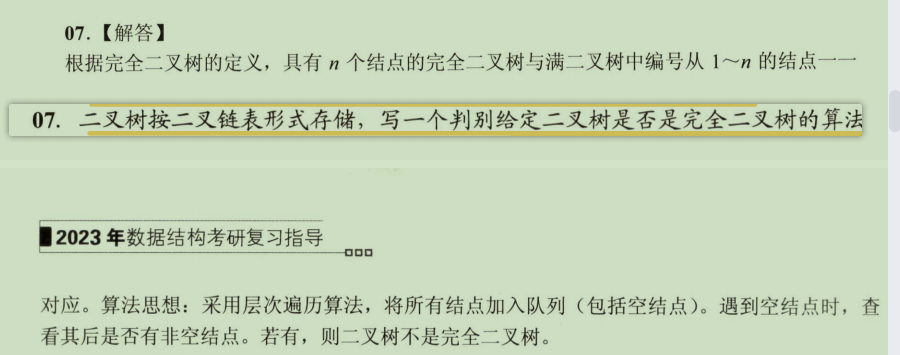 07.【解答】
根据完全二叉树的定义，具有 n 个结点的完全二叉树与满二叉树中编号从 1～n 的结点一一
07. 二叉树按二叉链表形式存储，写一个判别给定二叉树是否是完全二叉树的算法
2023 年数据结构考研复习指导
对应。算法思想：采用层次遍历算法，将所有结点加入队列（包括空结点）。遇到空结点时，查
看其后是否有非空结点。若有，则二叉树不是完全二叉树。